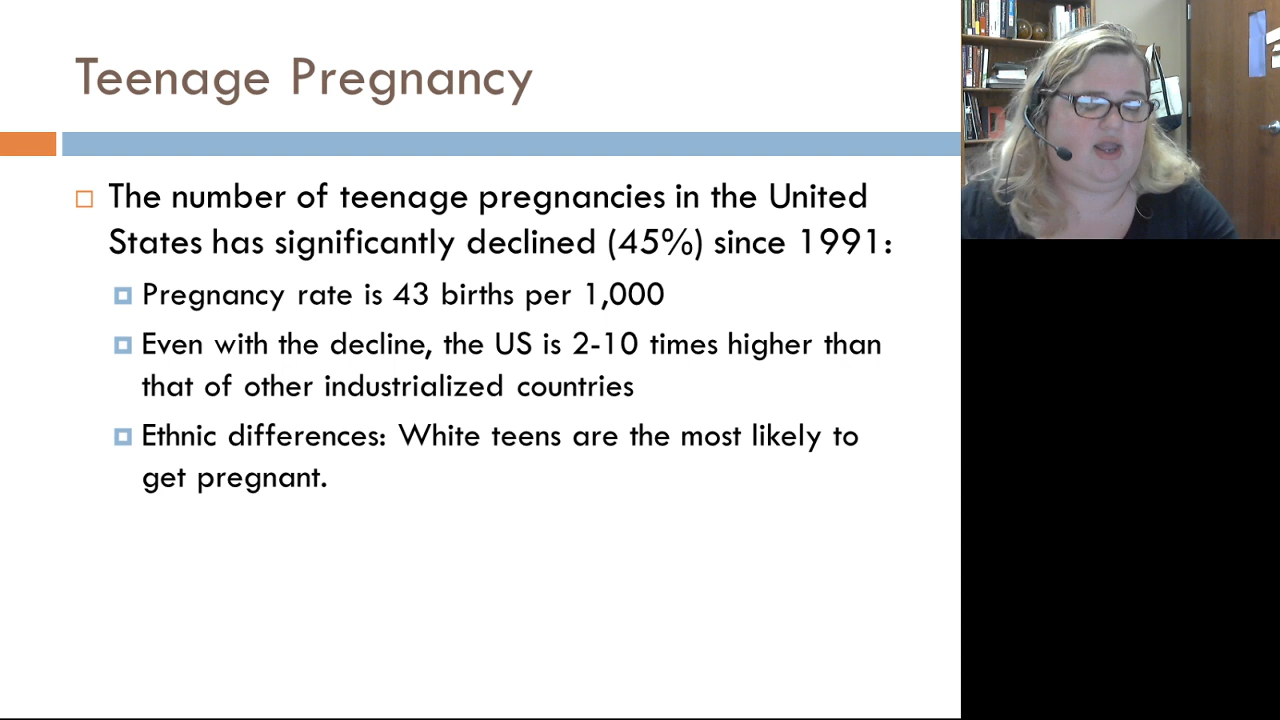 Teenage Pregnancy
The number of teenage pregnancies in the United
States has significantly declined (45%) since 1991:
Pregnancy rate is 43 births per 1,000
Even with the decline, the US is 2-10 times higher than
that of other industrialized countries
Ethnic differences: White teens are the most likely to
get pregnant.